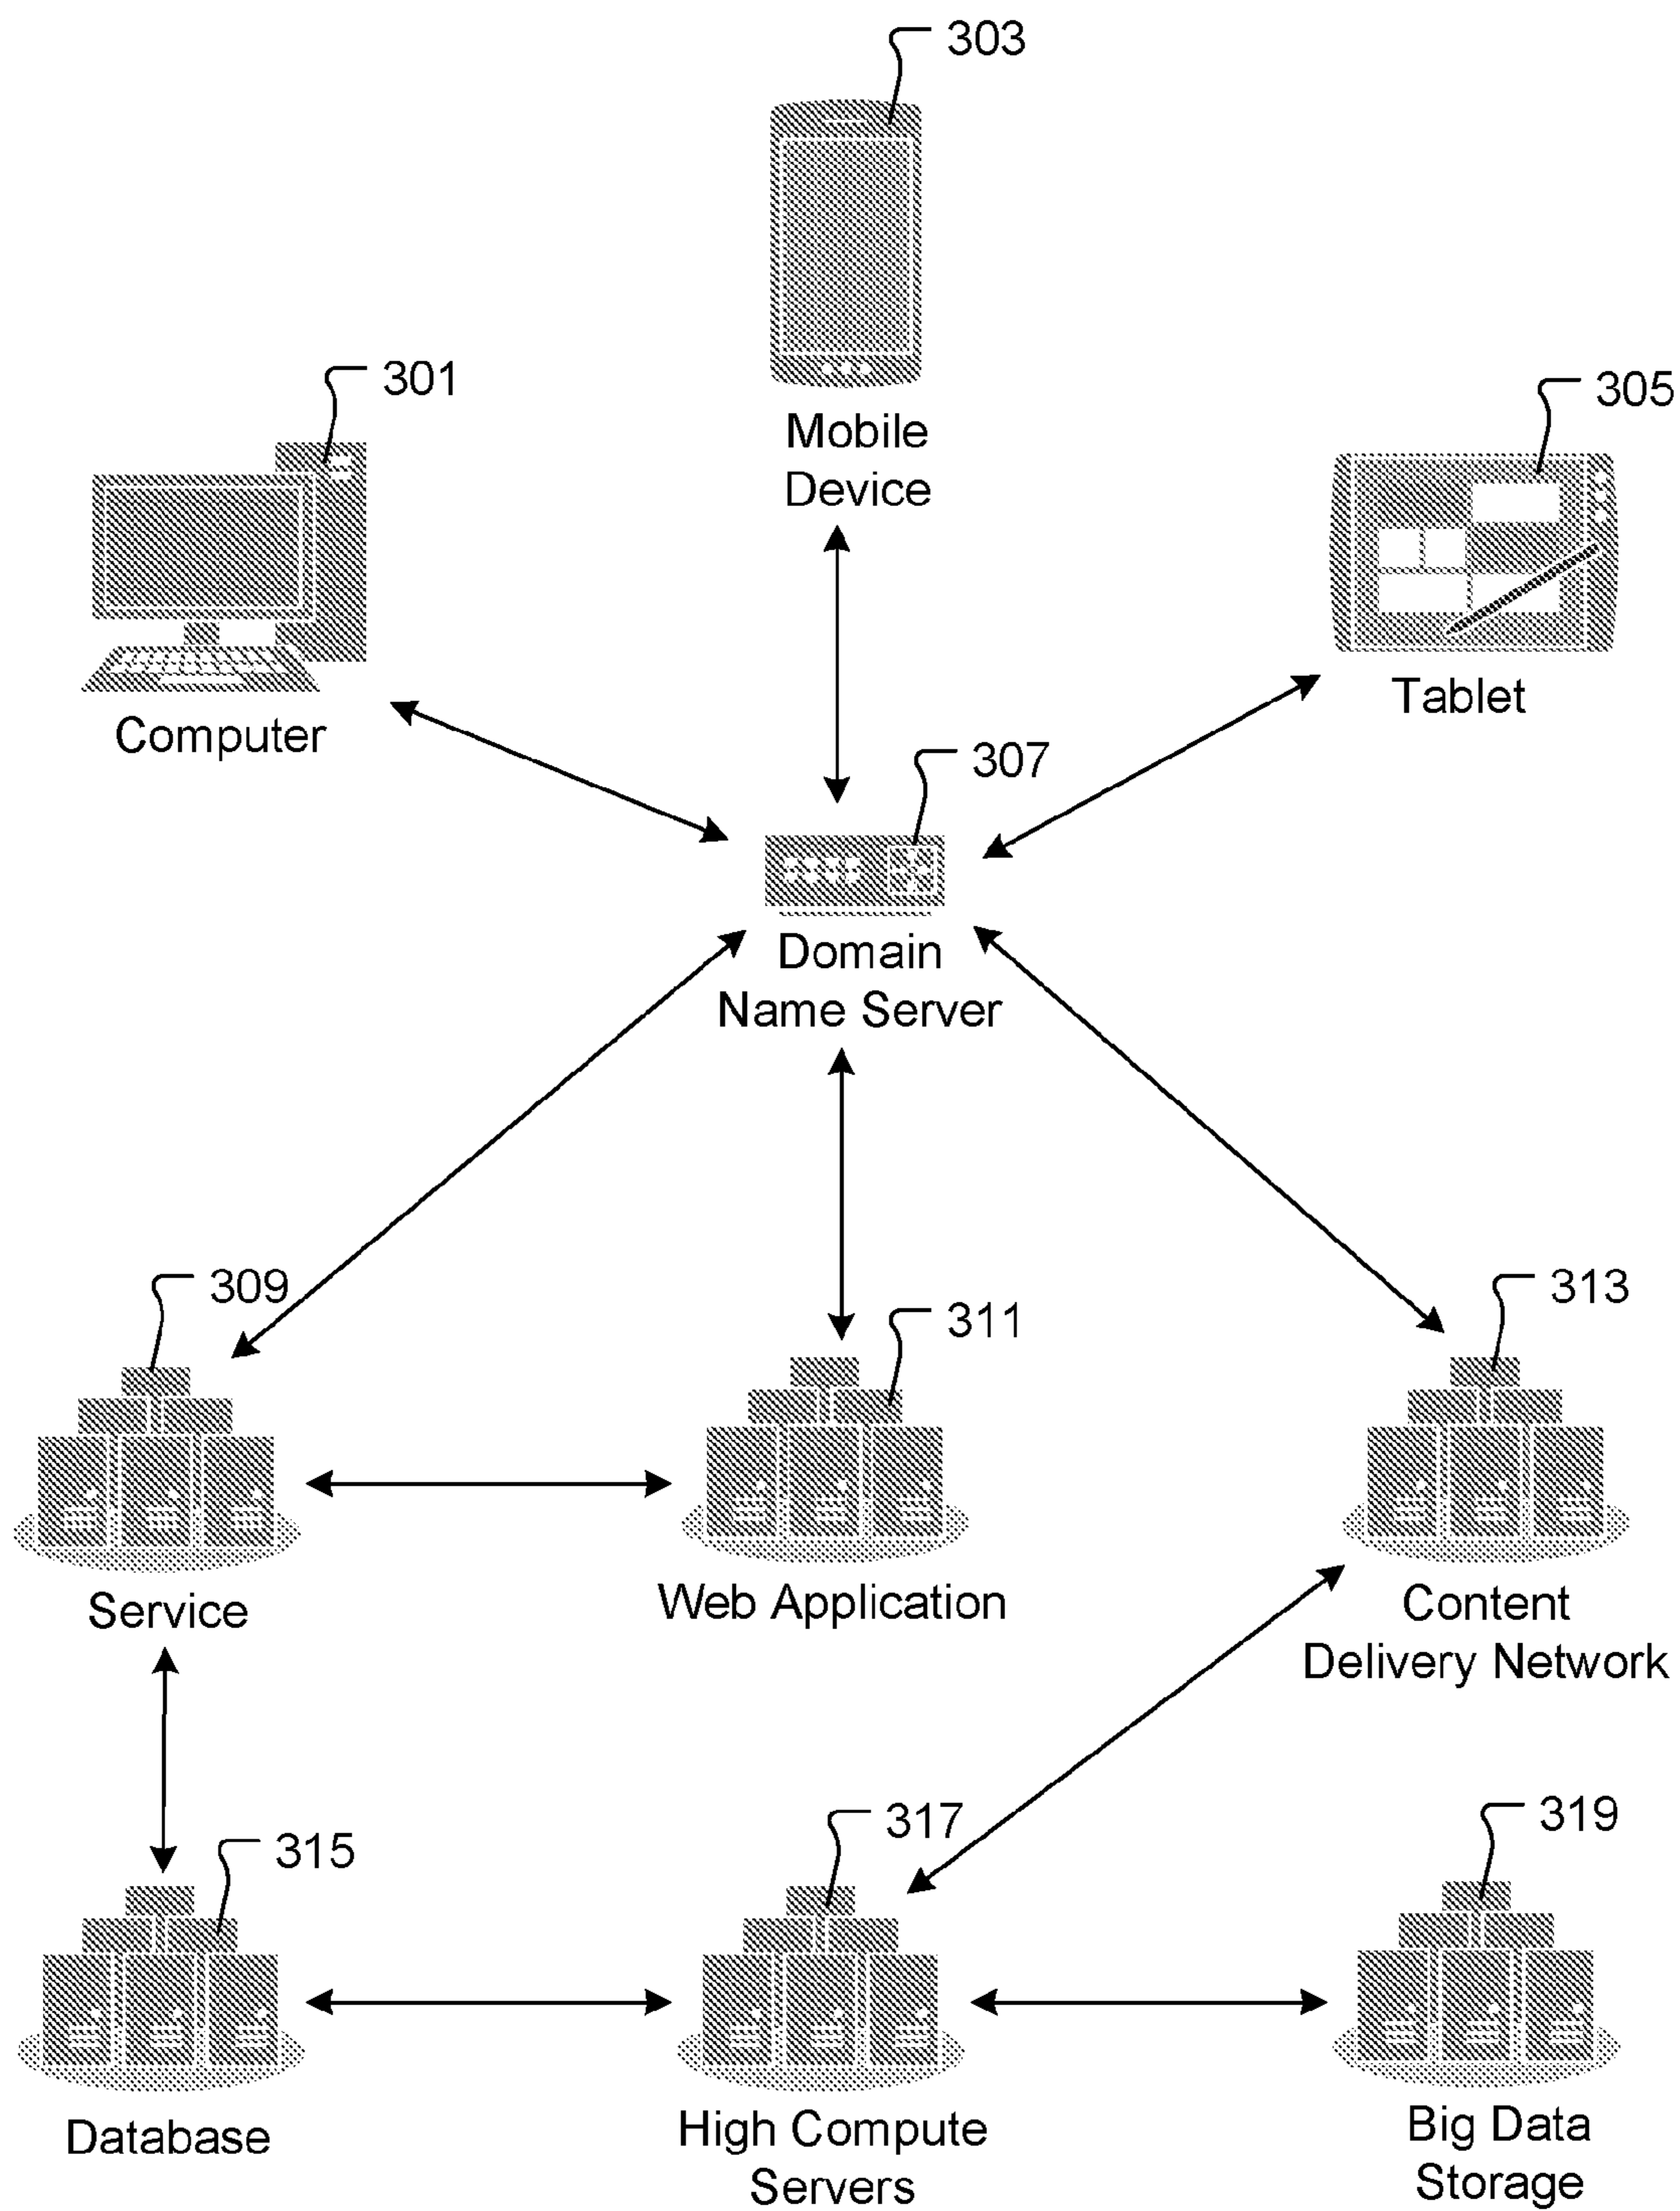 303
Mobile
Device
301
Computer
305
Tablet
307
Domain
Name Server
309
Service
311
Web Application
313
Content
Delivery Network
315
Database
317
High Compute
Servers
319
Big Data
Storage